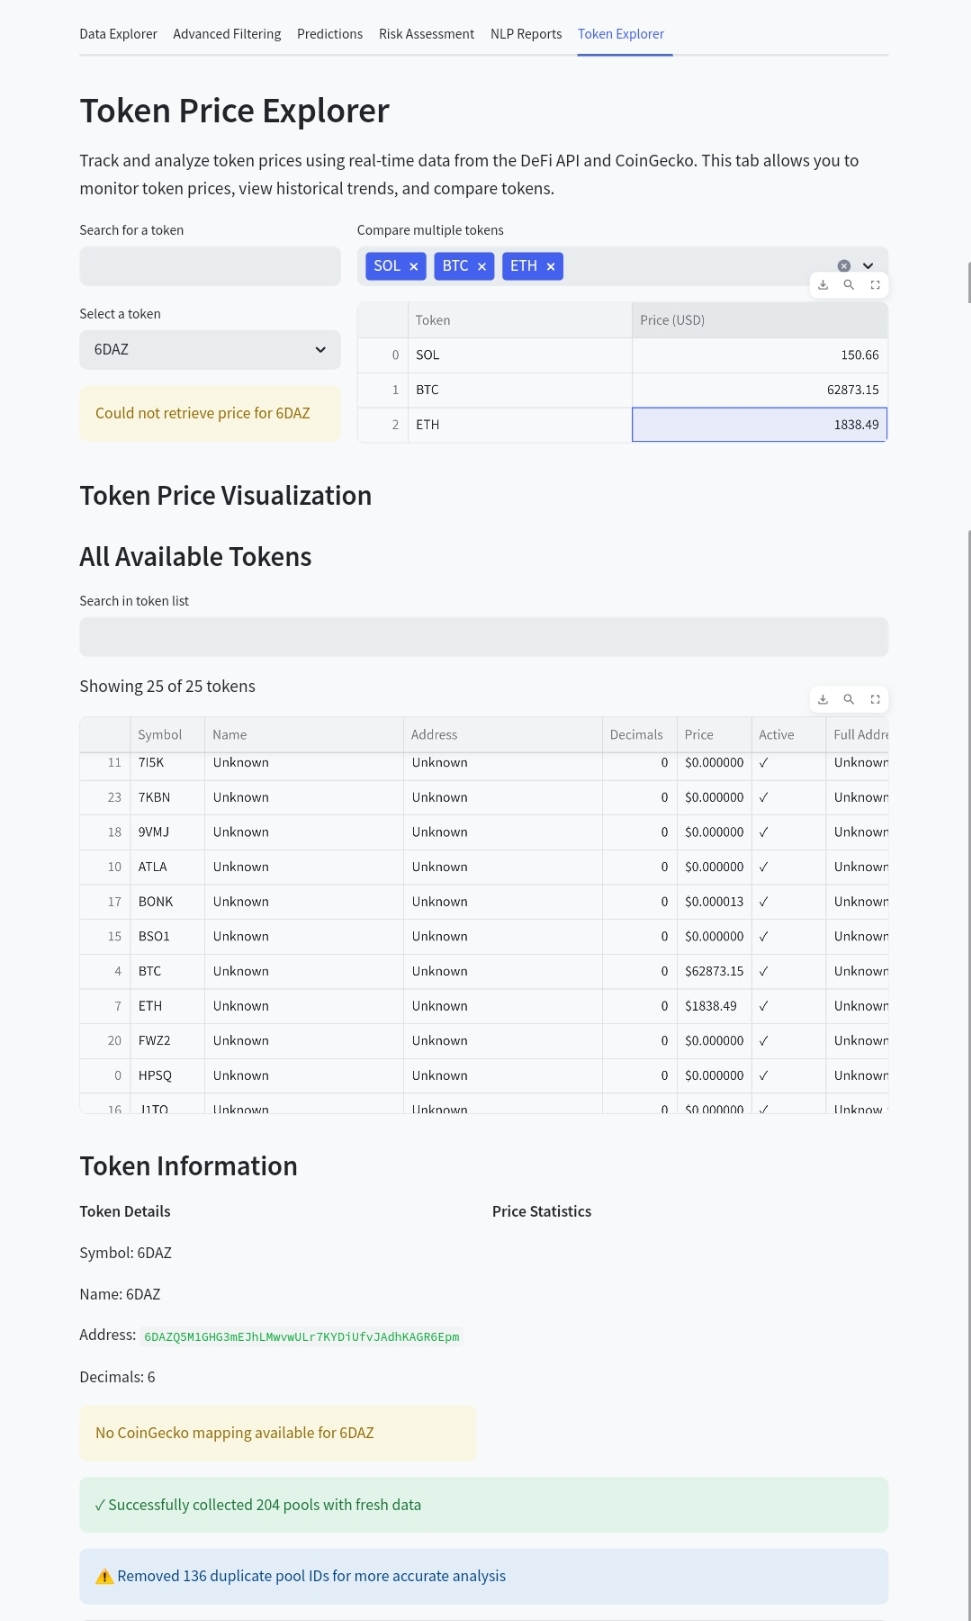 Data Explorer Advanced Filtering Predictions Risk Assessment NLP Reports Token Explorer
Token Price Explorer
Track and analyze token prices using real-time data from the DeFi API and CoinGecko. This tab allows you to
monitor token prices, view historical trends, and compare tokens.
Search for a token
Compare multiple tokens
SOL × BTC × ETH ×
Select a token
6DAZ
Could not retrieve price for 6DAZ
Token Price (USD)
0 SOL 150.66
1 BTC 62873.15
2 ETH 1838.49
Token Price Visualization
All Available Tokens
Search in token list
Showing 25 of 25 tokens
Symbol Name Address Decimals Price Active Full Addre
11 7I5K Unknown Unknown 0 $0.000000 ✓ Unknown
23 7KBN Unknown Unknown 0 $0.000000 ✓ Unknown
18 9VMJ Unknown Unknown 0 $0.000000 ✓ Unknown
10 ATLA Unknown Unknown 0 $0.000000 ✓ Unknown
17 BONK Unknown Unknown 0 $0.000013 ✓ Unknown
15 BSO1 Unknown Unknown 0 $0.000000 ✓ Unknown
4 BTC Unknown Unknown 0 $62873.15 ✓ Unknown
7 ETH Unknown Unknown 0 $1838.49 ✓ Unknown
20 FWZ2 Unknown Unknown 0 $0.000000 ✓ Unknown
0 HPSQ Unknown Unknown 0 $0.000000 ✓ Unknown
16 J1TO Unknown Unknown 0 $0.000000 ✓ Unknow
Token Information
Token Details
Price Statistics
Symbol: 6DAZ
Name: 6DAZ
Address: 6DAZQ5M1GHG3mEJhLMwvwULr7KYDiUfvJAdhKAGR6Epm
Decimals: 6
No CoinGecko mapping available for 6DAZ
✓ Successfully collected 204 pools with fresh data
⚠️ Removed 136 duplicate pool IDs for more accurate analysis